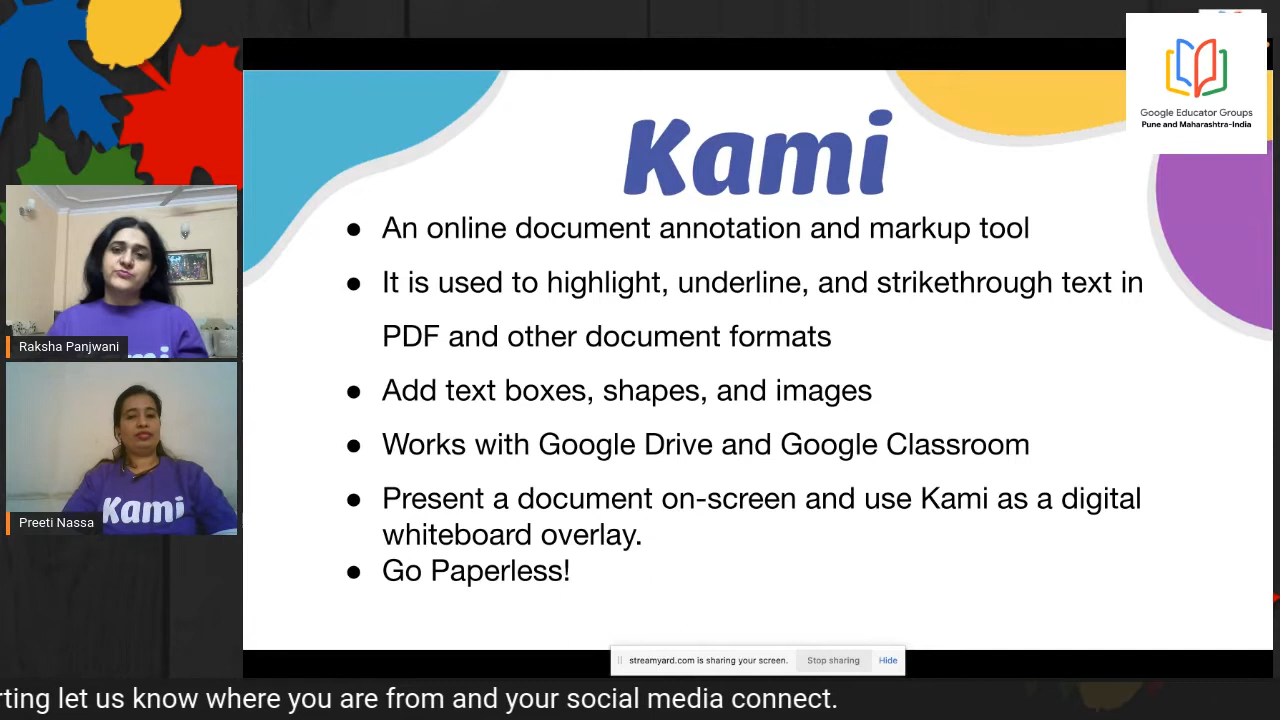 Google Educator Groups
Pune and Maharashtra-India
Kami
● An online document annotation and markup tool
● It is used to highlight, underline, and strikethrough text in
PDF and other document formats
● Add text boxes, shapes, and images
● Works with Google Drive and Google Classroom
● Present a document on-screen and use Kami as a digital
whiteboard overlay.
● Go Paperless!
Raksha Panjwani
Kami
Preeti Nassa
streamyard.com is sharing your screen.
Stop sharing
Hide
let us know where you are from and your social media connect.